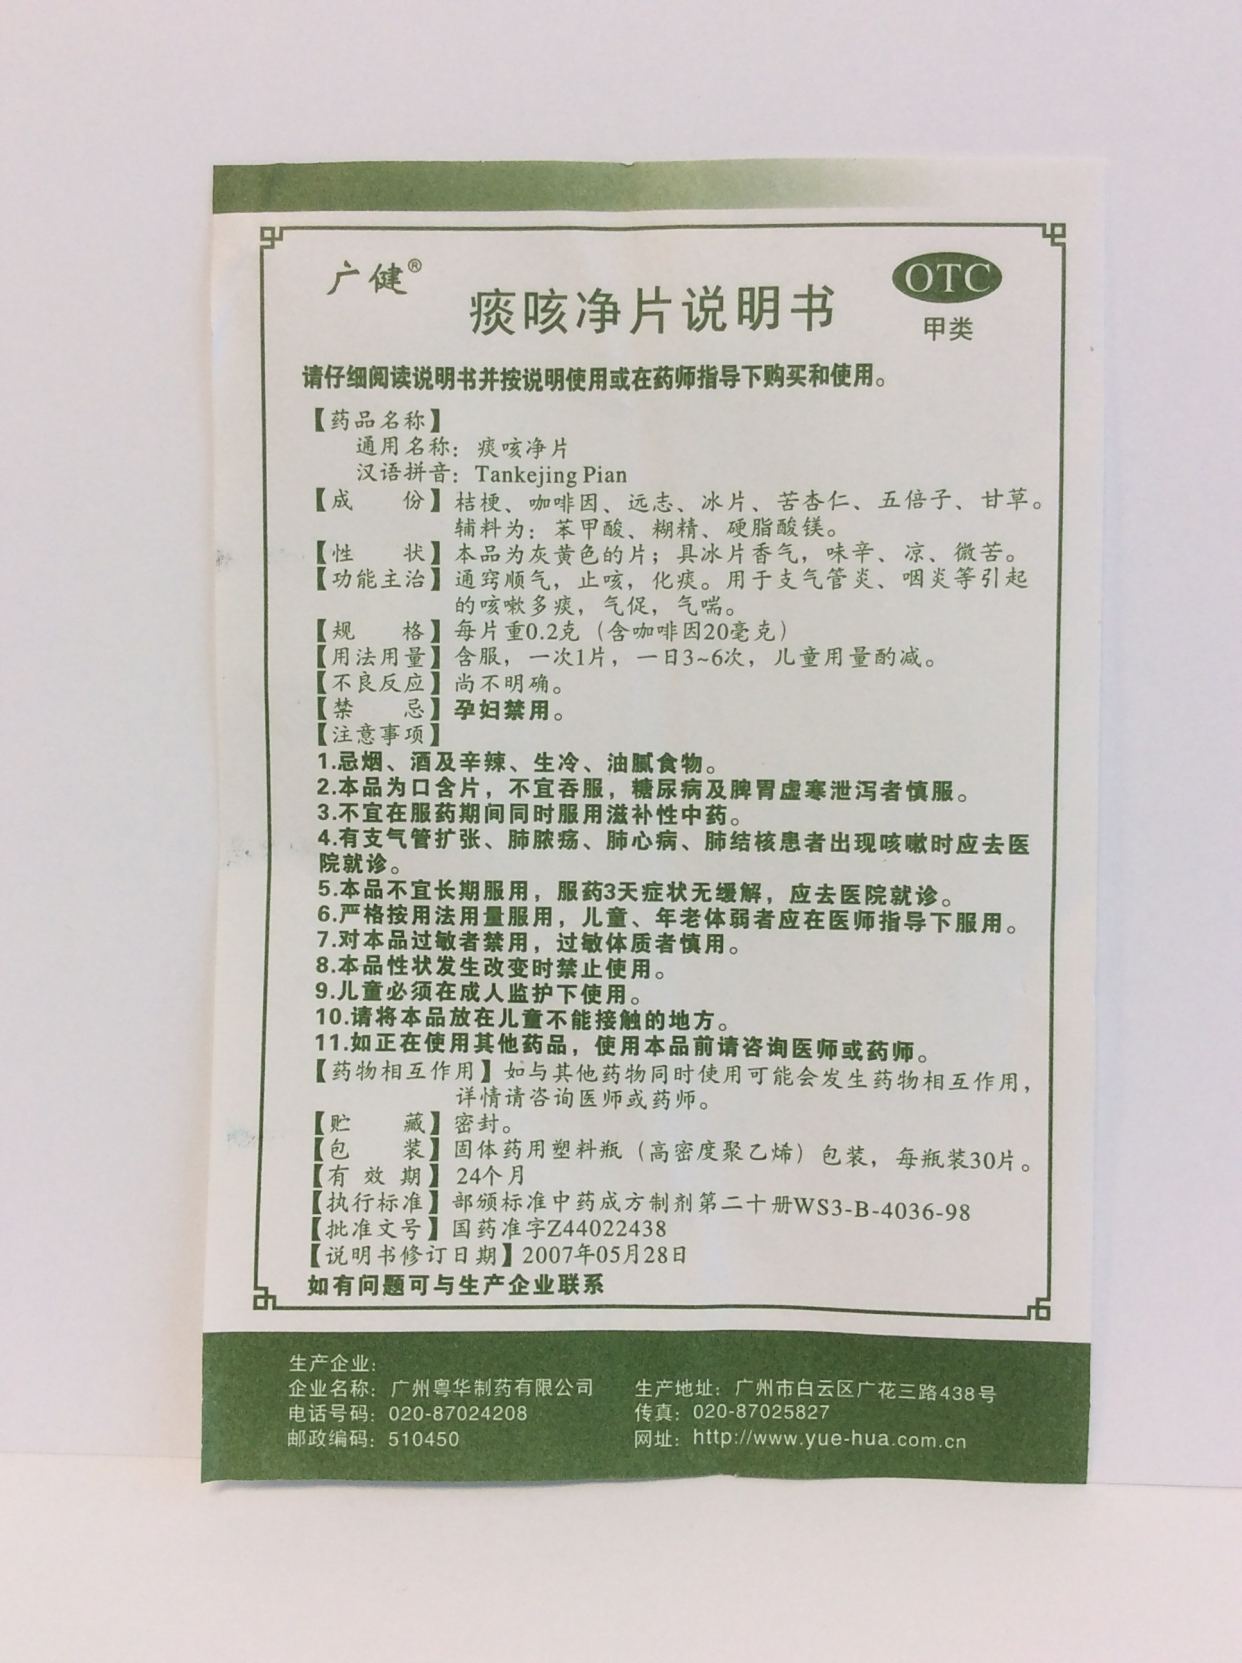 广健®
OTC
甲类
痰咳净片说明书
请仔细阅读说明书并按说明使用或在药师指导下购买和使用。
【药品名称】
通用名称：痰咳净片
汉语拼音：Tankejing Pian
【成 份】桔梗、咖啡因、远志、冰片、苦杏仁、五倍子、甘草。
辅料为：苯甲酸、糊精、硬脂酸镁。
【性 状】本品为灰黄色的片；具冰片香气，味辛、凉、微苦。
【功能主治】通窍顺气，止咳，化痰。用于支气管炎、咽炎等引起
的咳嗽多痰，气促，气喘。
【规 格】每片重0.2克（含咖啡因20毫克）
【用法用量】含服，一次1片，一日3~6次，儿童用量酌减。
【不良反应】尚不明确。
【禁 忌】孕妇禁用。
【注意事项】
1.忌烟、酒及辛辣、生冷、油腻食物。
2.本品为口含片，不宜吞服，糖尿病及脾胃虚寒泄泻者慎服。
3.不宜在服药期间同时服用滋补性中药。
4.有支气管扩张、肺脓疡、肺心病、肺结核患者出现咳嗽时应去医
院就诊。
5.本品不宜长期服用，服药3天症状无缓解，应去医院就诊。
6.严格按用法用量服用，儿童、年老体弱者应在医师指导下服用。
7.对本品过敏者禁用，过敏体质者慎用。
8.本品性状发生改变时禁止使用。
9.儿童必须在成人监护下使用。
10.请将本品放在儿童不能接触的地方。
11.如正在使用其他药品，使用本品前请咨询医师或药师。
【药物相互作用】如与其他药物同时使用可能会发生药物相互作用，
详情请咨询医师或药师。
【贮 藏】密封。
【包 装】固体药用塑料瓶（高密度聚乙烯）包装，每瓶装30片。
【有 效 期】24个月
【执行标准】部颁标准中药成方制剂第二十册WS3-B-4036-98
【批准文号】国药准字Z44022438
【说明书修订日期】2007年05月28日
如有问题可与生产企业联系
生产企业：
企业名称：广州粤华制药有限公司 生产地址：广州市白云区广花三路438号
电话号码：020-87024208 传真：020-87025827
邮政编码：510450 网址：http://www.yue-hua.com.cn